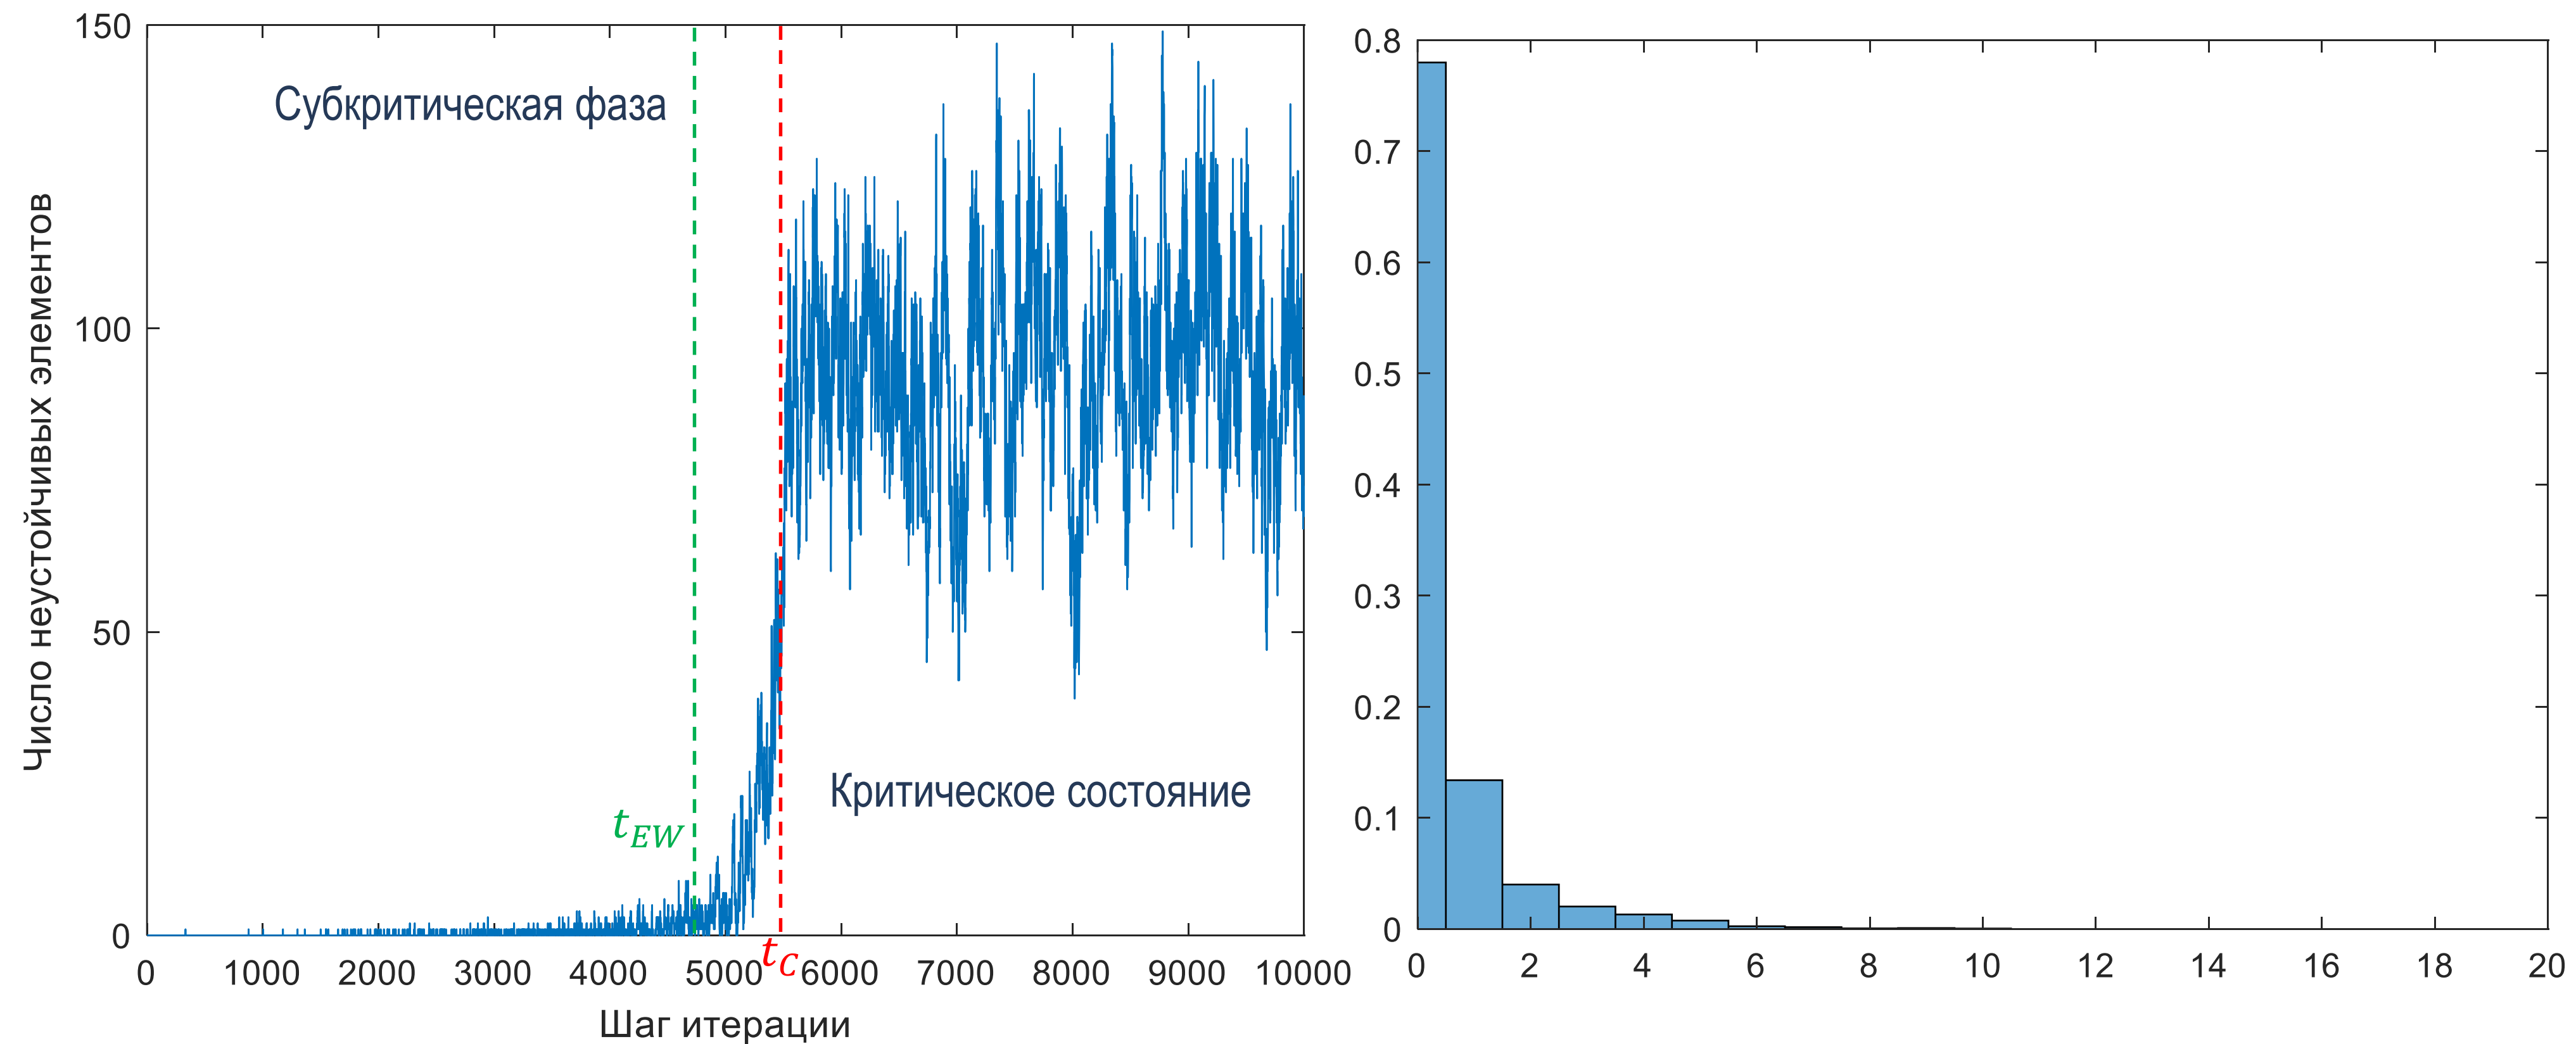 150
100
50
0
Число неустойчивых элементов
Субкритическая фаза
Критическое состояние
t_EW
t_C
0 1000 2000 3000 4000 5000 6000 7000 8000 9000 10000
Шаг итерации
0.8
0.7
0.6
0.5
0.4
0.3
0.2
0.1
0
0 2 4 6 8 10 12 14 16 18 20